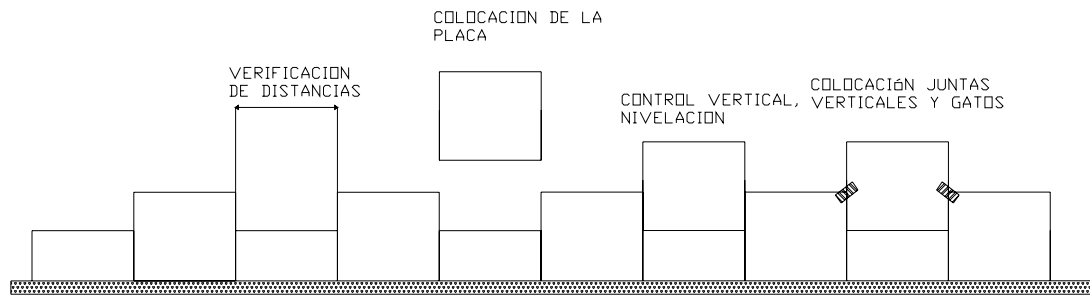 COLOCACION DE LA
PLACA
VERIFICACION
DE DISTANCIAS
CONTROL VERTICAL,
NIVELACION
COLOCACIóN JUNTAS
VERTICALES Y GATOS